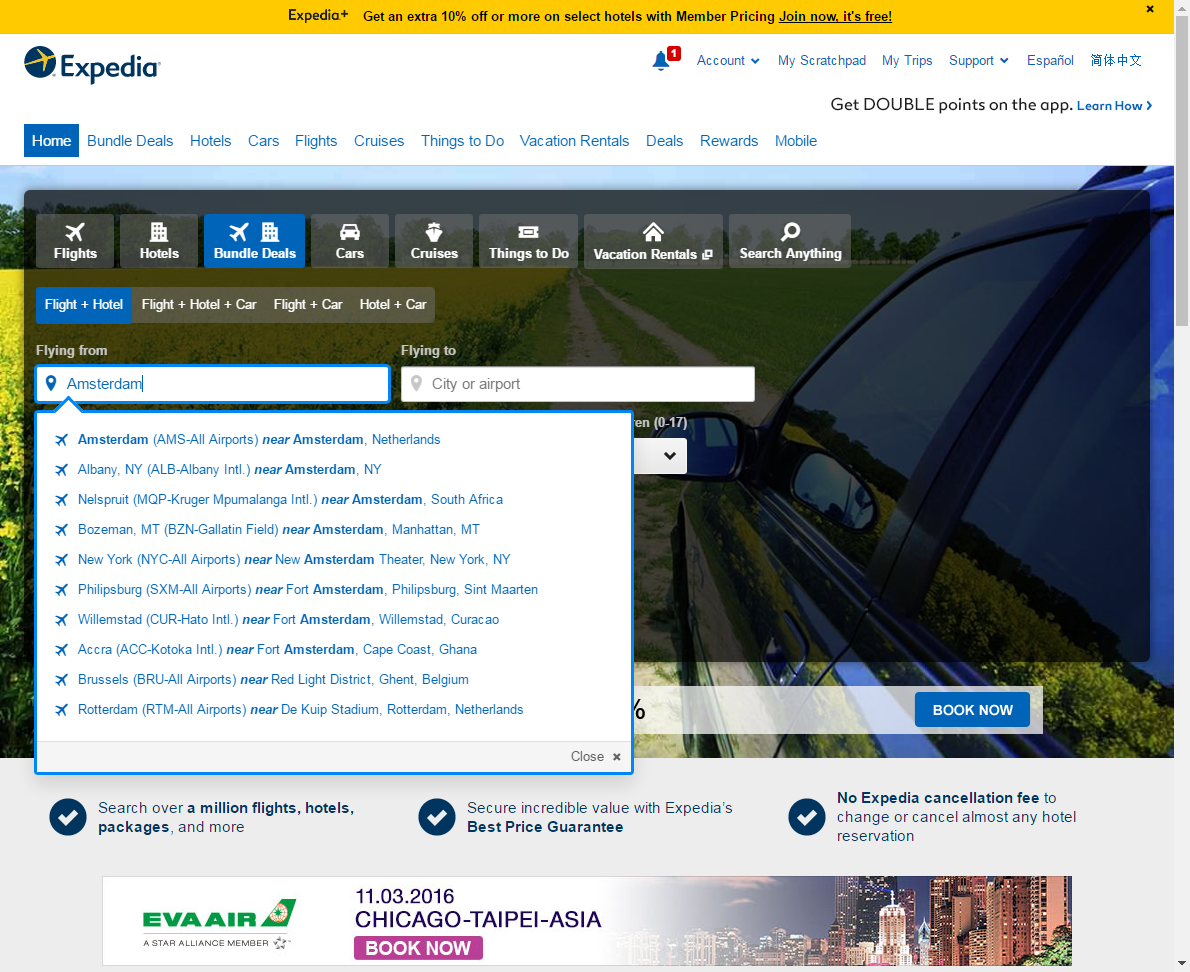 Expedia+ Get an extra 10% off or more on select hotels with Member Pricing Join now, it's free!
Expedia
1 Account My Scratchpad My Trips Support Español 简体中文
Get DOUBLE points on the app. Learn How
Home Bundle Deals Hotels Cars Flights Cruises Things to Do Vacation Rentals Deals Rewards Mobile
Flights Hotels Bundle Deals Cars Cruises Things to Do Vacation Rentals Search Anything
Flight + Hotel Flight + Hotel + Car Flight + Car Hotel + Car
Flying from Flying to
Amsterdam City or airport
ren (0-17)
Amsterdam (AMS-All Airports) near Amsterdam, Netherlands
Albany, NY (ALB-Albany Intl.) near Amsterdam, NY
Nelspruit (MQP-Kruger Mpumalanga Intl.) near Amsterdam, South Africa
Bozeman, MT (BZN-Gallatin Field) near Amsterdam, Manhattan, MT
New York (NYC-All Airports) near New Amsterdam Theater, New York, NY
Philipsburg (SXM-All Airports) near Fort Amsterdam, Philipsburg, Sint Maarten
Willemstad (CUR-Hato Intl.) near Fort Amsterdam, Willemstad, Curacao
Accra (ACC-Kotoka Intl.) near Fort Amsterdam, Cape Coast, Ghana
Brussels (BRU-All Airports) near Red Light District, Ghent, Belgium
Rotterdam (RTM-All Airports) near De Kuip Stadium, Rotterdam, Netherlands
% BOOK NOW
Close
Search over a million flights, hotels,
packages, and more
Secure incredible value with Expedia's
Best Price Guarantee
No Expedia cancellation fee to
change or cancel almost any hotel
reservation
EVA AIR
A STAR ALLIANCE MEMBER
11.03.2016
CHICAGO-TAIPEI-ASIA
BOOK NOW